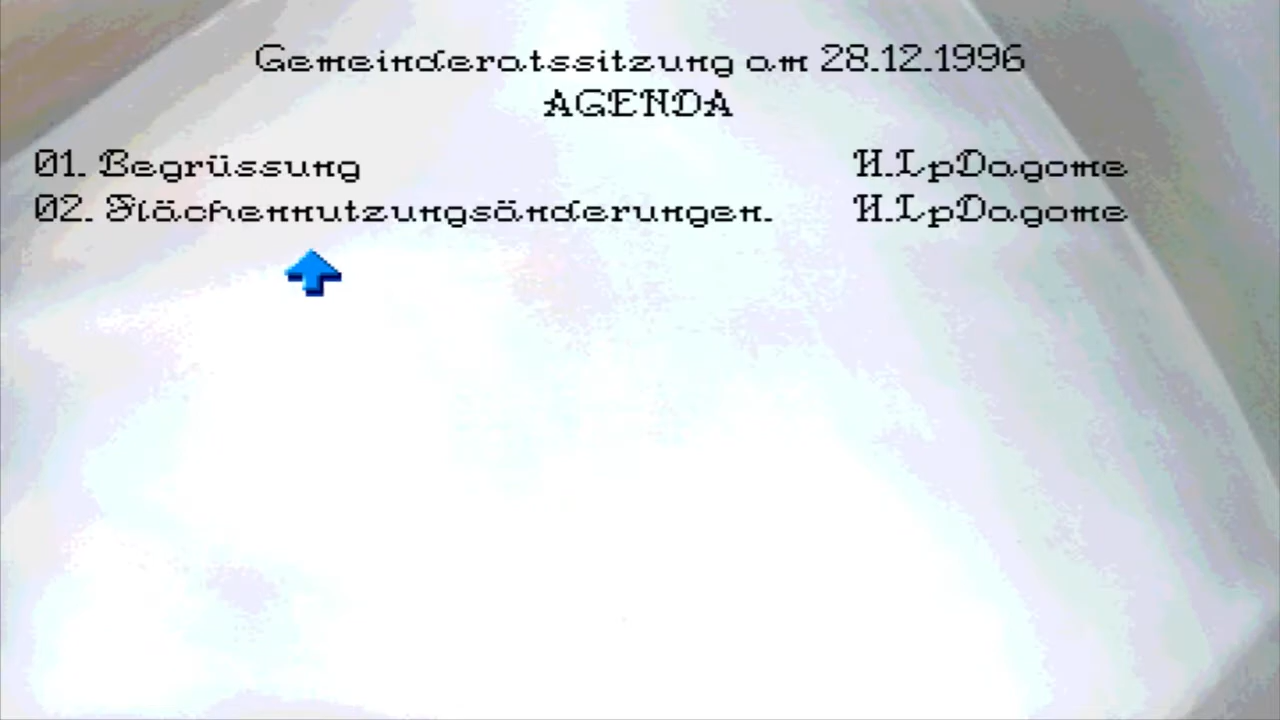 Gemeinderatssitzung am 28.12.1996
AGENDA
01. Begrüssung H.LpDagome
02. Flächennutzungsänderungen. H.LpDagome